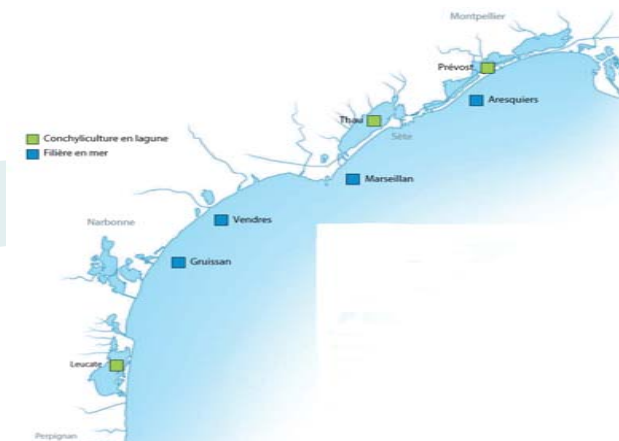 Montpellier
Prévost
Aresquiers
Thau
Sète
Conchyliculture en lagune
Filière en mer
Marseillan
Narbonne
Vendres
Gruissan
Leucate
Perpignan